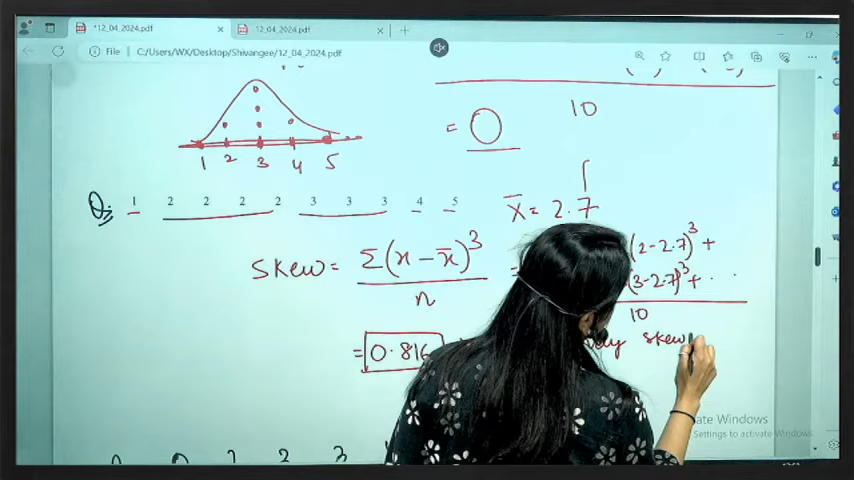 *12_04_2024.pdf
12_04_2024.pdf
File
C:/Users/WX/Desktop/Shivangee/12_04_2024.pdf
10
= 0
1 2 3 4 5
Q: 1 2 2 2 2 3 3 3 4 5
x̄ = 2.7
skew = Σ(x - x̄)³ / n
= (2-2.7)³ +
(3-2.7)³ + . .
10
= 0.816
skew
ate Windows
Settings to activate Windows.